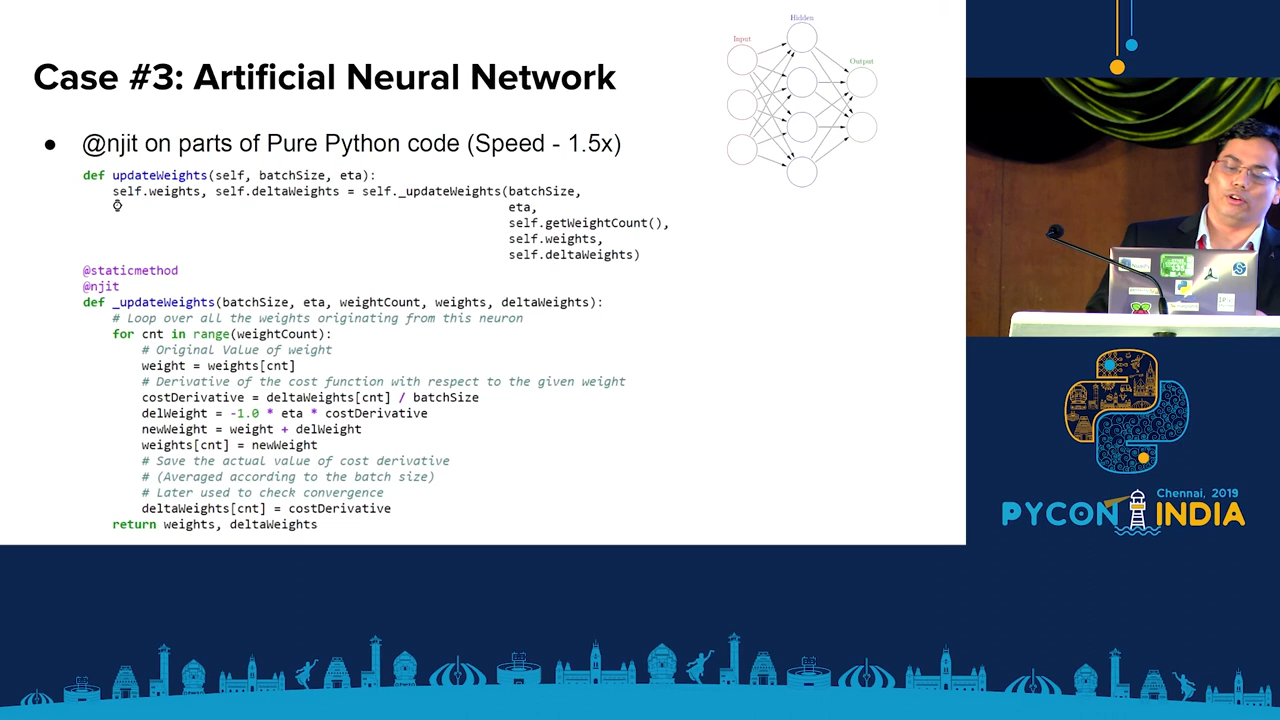 Case #3: Artificial Neural Network
Hidden
Input
Output
● @njit on parts of Pure Python code (Speed - 1.5x)
def updateWeights(self, batchSize, eta):
self.weights, self.deltaWeights = self._updateWeights(batchSize,
eta,
self.getWeightCount(),
self.weights,
self.deltaWeights)
@staticmethod
@njit
def _updateWeights(batchSize, eta, weightCount, weights, deltaWeights):
# Loop over all the weights originating from this neuron
for cnt in range(weightCount):
# Original Value of weight
weight = weights[cnt]
# Derivative of the cost function with respect to the given weight
costDerivative = deltaWeights[cnt] / batchSize
delWeight = -1.0 * eta * costDerivative
newWeight = weight + delWeight
weights[cnt] = newWeight
# Save the actual value of cost derivative
# (Averaged according to the batch size)
# Later used to check convergence
deltaWeights[cnt] = costDerivative
return weights, deltaWeights
Chennai, 2019
PYCON INDIA